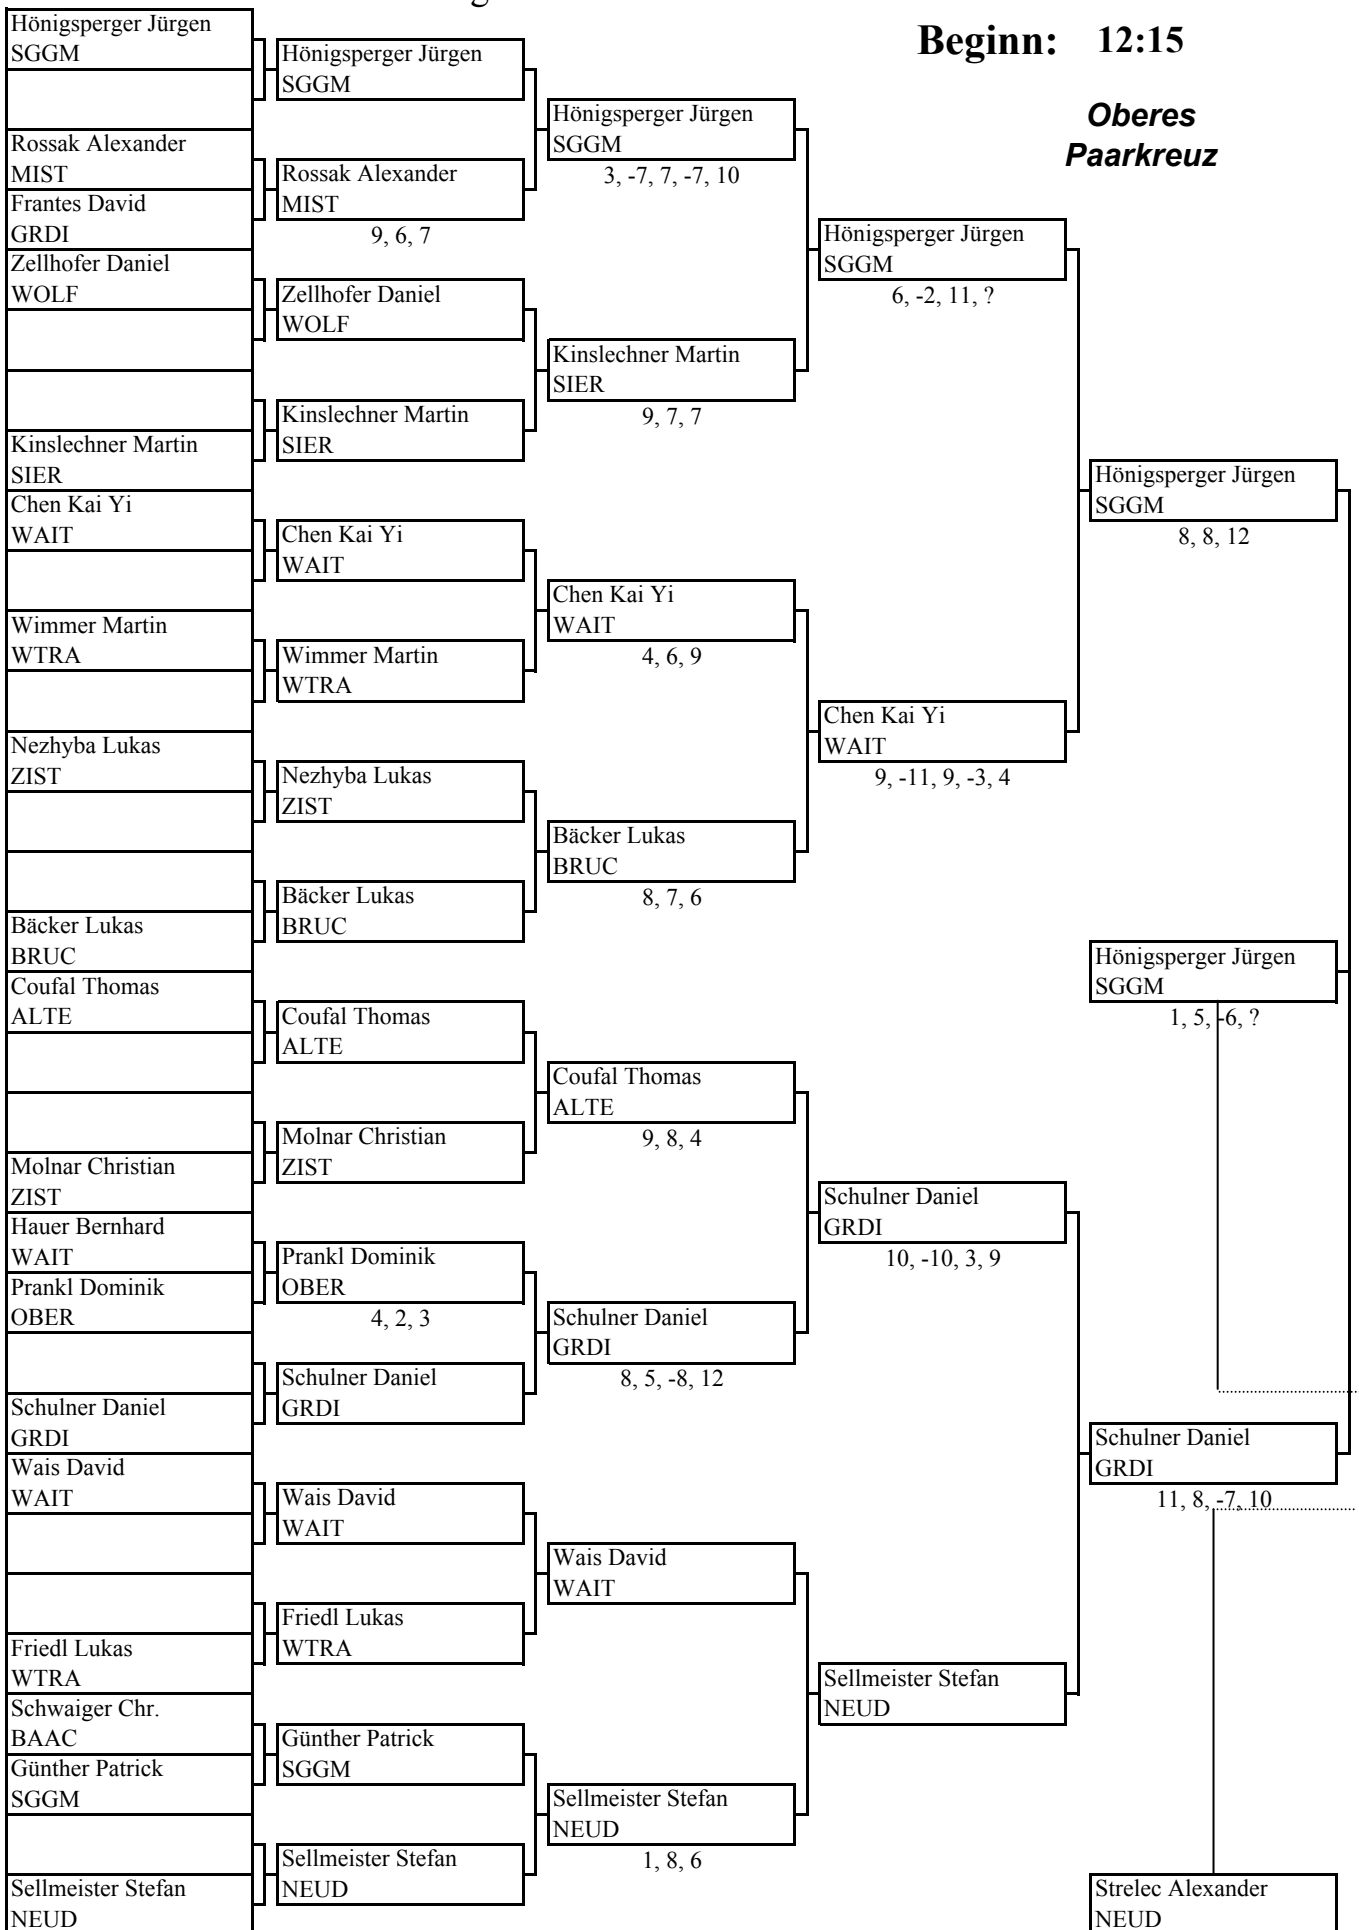 Beginn: 12:15
Oberes
Paarkreuz
Hönigsperger Jürgen
SGGM
Rossak Alexander
MIST
Frantes David
GRDI
Zellhofer Daniel
WOLF
Kinslechner Martin
SIER
Chen Kai Yi
WAIT
Wimmer Martin
WTRA
Nezhyba Lukas
ZIST
Bäcker Lukas
BRUC
Coufal Thomas
ALTE
Molnar Christian
ZIST
Hauer Bernhard
WAIT
Prankl Dominik
OBER
Schulner Daniel
GRDI
Wais David
WAIT
Friedl Lukas
WTRA
Schwaiger Chr.
BAAC
Günther Patrick
SGGM
Sellmeister Stefan
NEUD
Hönigsperger Jürgen
SGGM
Rossak Alexander
MIST
9, 6, 7
Zellhofer Daniel
WOLF
Kinslechner Martin
SIER
Chen Kai Yi
WAIT
Wimmer Martin
WTRA
Nezhyba Lukas
ZIST
Bäcker Lukas
BRUC
Coufal Thomas
ALTE
Molnar Christian
ZIST
Prankl Dominik
OBER
4, 2, 3
Schulner Daniel
GRDI
Wais David
WAIT
Friedl Lukas
WTRA
Günther Patrick
SGGM
Sellmeister Stefan
NEUD
Hönigsperger Jürgen
SGGM
3, -7, 7, -7, 10
Kinslechner Martin
SIER
9, 7, 7
Chen Kai Yi
WAIT
4, 6, 9
Bäcker Lukas
BRUC
8, 7, 6
Coufal Thomas
ALTE
9, 8, 4
Schulner Daniel
GRDI
8, 5, -8, 12
Wais David
WAIT
Sellmeister Stefan
NEUD
1, 8, 6
Hönigsperger Jürgen
SGGM
6, -2, 11, ?
Chen Kai Yi
WAIT
9, -11, 9, -3, 4
Schulner Daniel
GRDI
10, -10, 3, 9
Sellmeister Stefan
NEUD
Hönigsperger Jürgen
SGGM
8, 8, 12
Hönigsperger Jürgen
SGGM
1, 5, -6, ?
Schulner Daniel
GRDI
11, 8, -7, 10
Strelec Alexander
NEUD